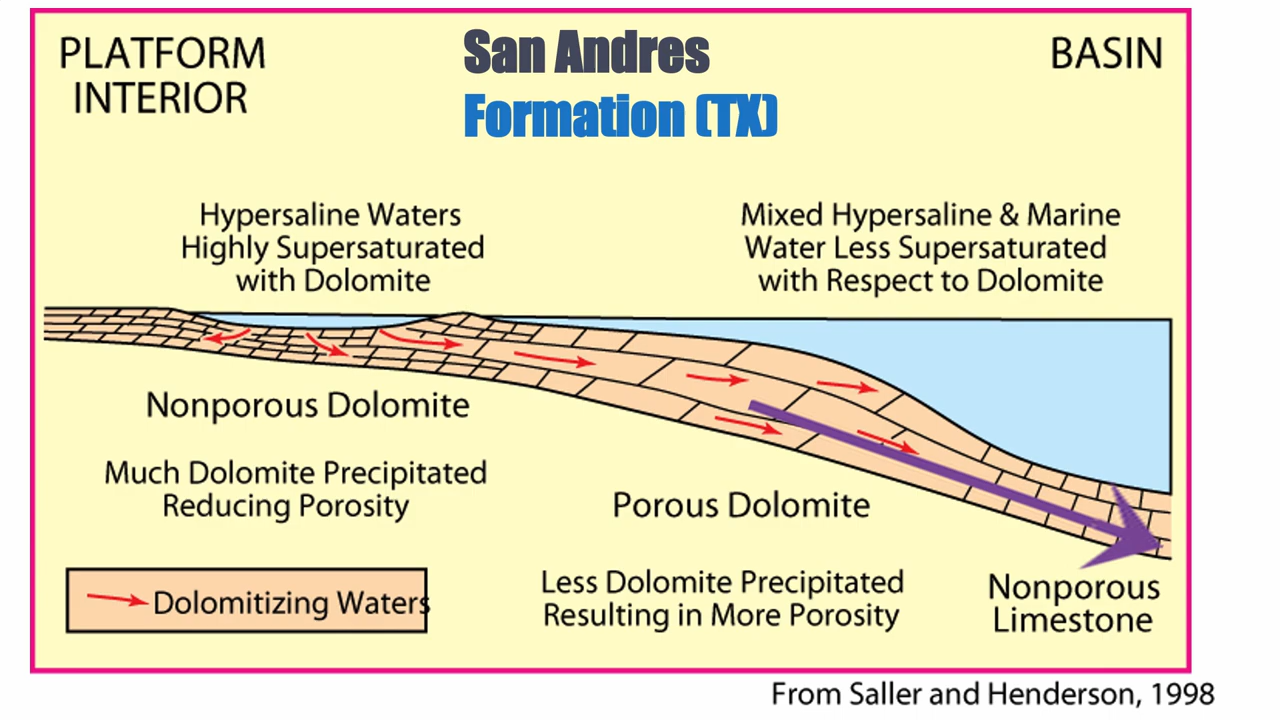 PLATFORM
INTERIOR
San Andres
Formation (TX)
BASIN
Hypersaline Waters
Highly Supersaturated
with Dolomite
Mixed Hypersaline & Marine
Water Less Supersaturated
with Respect to Dolomite
Nonporous Dolomite
Much Dolomite Precipitated
Reducing Porosity
Porous Dolomite
Less Dolomite Precipitated
Resulting in More Porosity
Nonporous
Limestone
Dolomitizing Waters
From Saller and Henderson, 1998